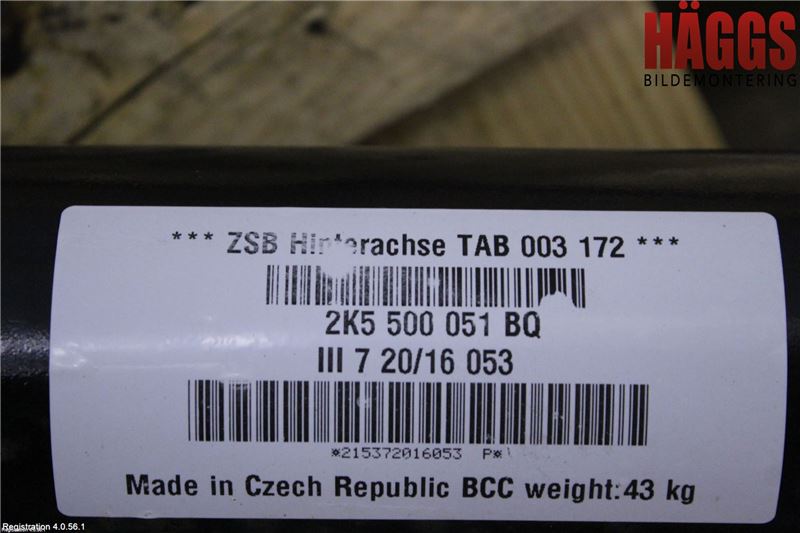 HÄGGS
BILDEMONTERING
*** ZSB Hinterachse TAB 003 172 ***
2K5 500 051 BQ
III 7 20/16 053
*215372016053 P*
Made in Czech Republic BCC weight:43 kg
Registration 4.0.56.1